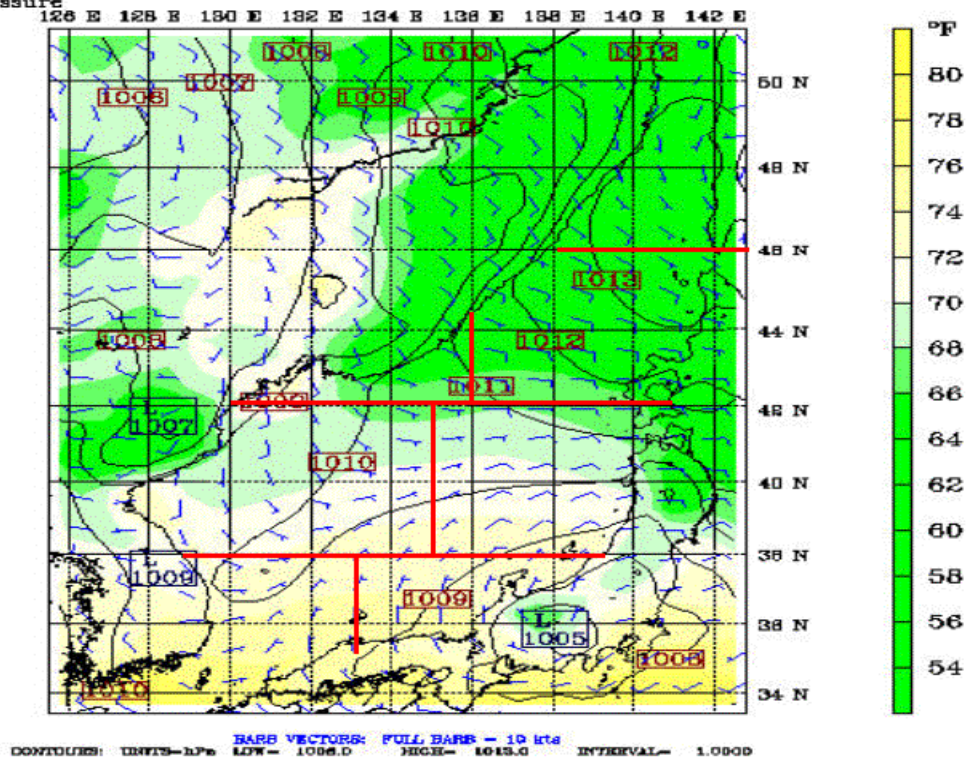 126 E 128 E 130 E 132 E 134 E 136 E 138 E 140 E 142 E
°F
1008 1010 1012
50 N
80
1006 1007 1009
78
1010
48 N
76
74
46 N
72
1013
70
44 N
1008 1012
68
1011
66
42 N
L
1007
64
1010
62
40 N
60
38 N
L
1009
58
1009
56
36 N
L
1005
1008
54
1010
34 N
BARB VECTORS: FULL BARB = 10 kts
CONTOURS: UNITS=hPa LOW= 1006.0 HIGH= 1013.0 INTERVAL= 1.0000